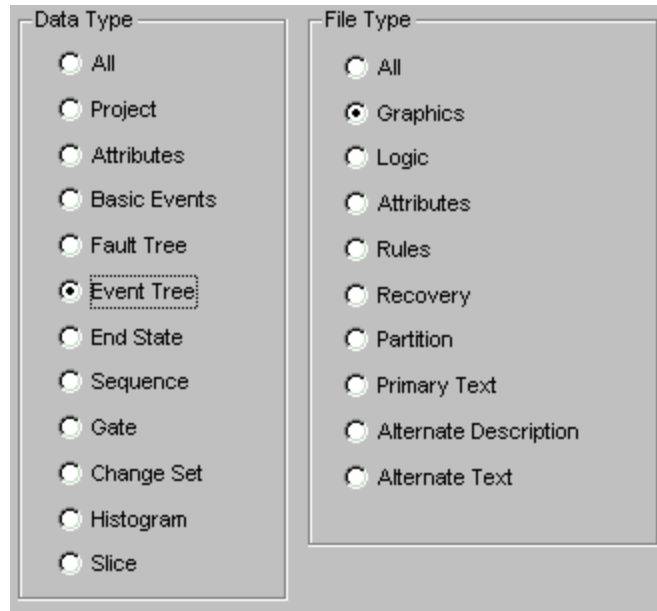 Data Type
All
Project
Attributes
Basic Events
Fault Tree
Event Tree
End State
Sequence
Gate
Change Set
Histogram
Slice
File Type
All
Graphics
Logic
Attributes
Rules
Recovery
Partition
Primary Text
Alternate Description
Alternate Text